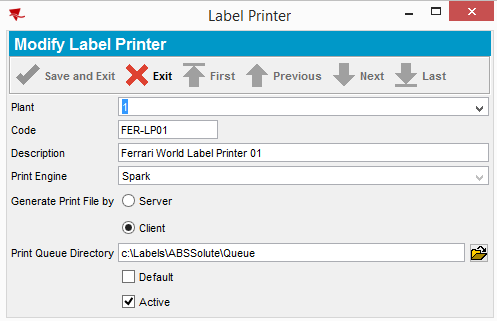 Label Printer
Modify Label Printer
Save and Exit Exit First Previous Next Last
Plant 1
Code FER-LP01
Description Ferrari World Label Printer 01
Print Engine Spark
Generate Print File by Server
Client
Print Queue Directory c:\Labels\ABSSolute\Queue
Default
Active